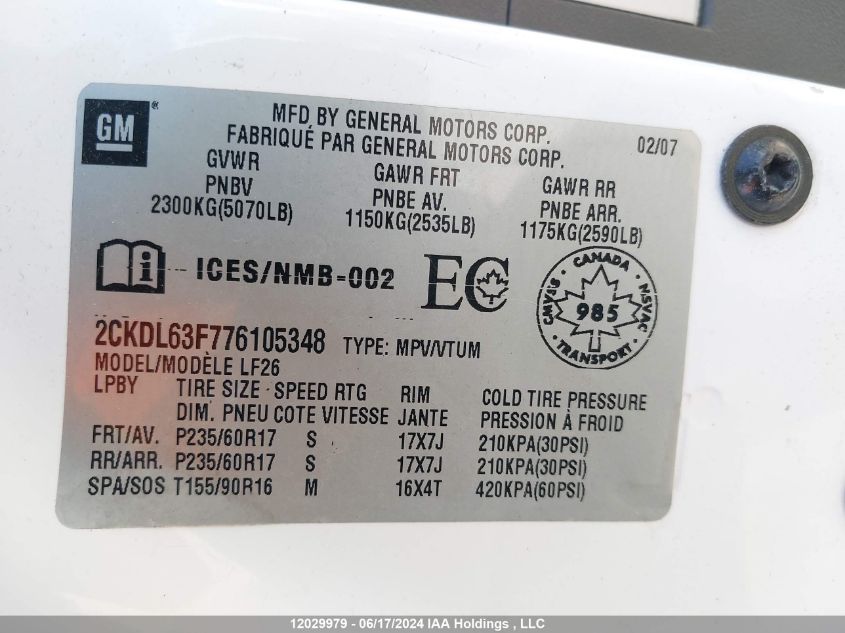 GM ®
MFD BY GENERAL MOTORS CORP.
FABRIQUÉ PAR GENERAL MOTORS CORP.
02/07
GVWR GAWR FRT GAWR RR
PNBV PNBE AV. PNBE ARR.
2300KG(5070LB) 1150KG(2535LB) 1175KG(2590LB)
i ICES/NMB-002 EC
CANADA
CMVSS NSVAC
985
TRANSPORT
2CKDL63F776105348 TYPE: MPV/VTUM
MODEL/MODÈLE LF26
LPBY TIRE SIZE SPEED RTG RIM COLD TIRE PRESSURE
DIM. PNEU COTE VITESSE JANTE PRESSION À FROID
FRT/AV. P235/60R17 S 17X7J 210KPA(30PSI)
RR/ARR. P235/60R17 S 17X7J 210KPA(30PSI)
SPA/SOS T155/90R16 M 16X4T 420KPA(60PSI)
12029979 - 06/17/2024 IAA Holdings , LLC